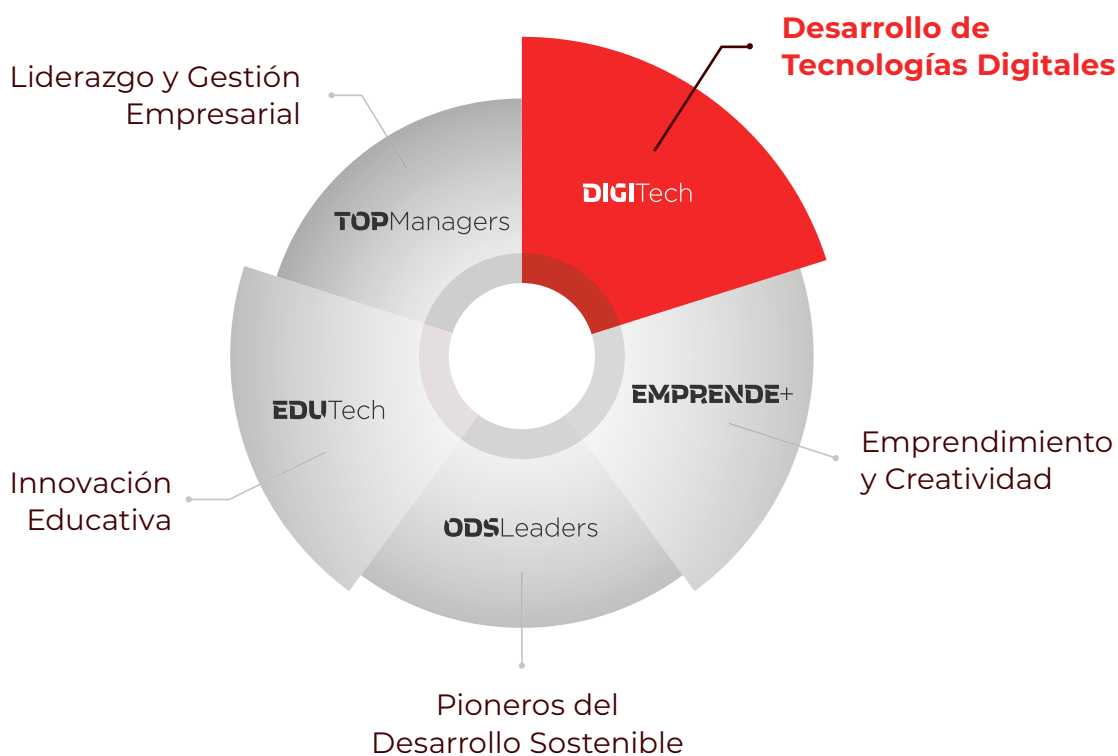 Desarrollo de
Tecnologías Digitales
Liderazgo y Gestión
Empresarial
DIGITech
TOPManagers
EMPRENDE+
EDUTech
Emprendimiento
y Creatividad
Innovación
Educativa
ODSLeaders
Pioneros del
Desarrollo Sostenible